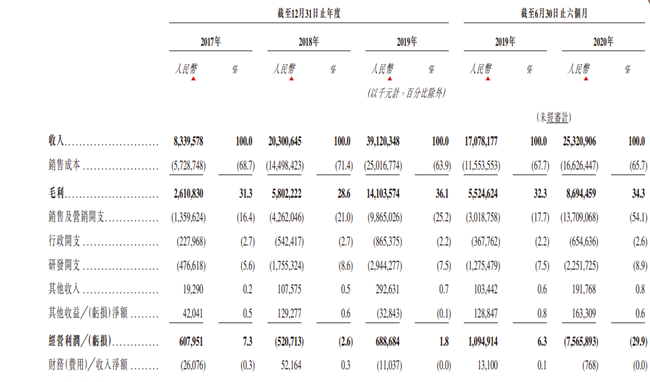 截至12月31日止年度 截至6月30日止六個月
2017年 2018年 2019年 2019年 2020年
人民幣 % 人民幣 % 人民幣 % 人民幣 % 人民幣 %
(以千元計，百分比除外)
(未經審計)
收入 8,339,578 100.0 20,300,645 100.0 39,120,348 100.0 17,078,177 100.0 25,320,906 100.0
銷售成本 (5,728,748) (68.7) (14,498,423) (71.4) (25,016,774) (63.9) (11,553,553) (67.7) (16,626,447) (65.7)
毛利 2,610,830 31.3 5,802,222 28.6 14,103,574 36.1 5,524,624 32.3 8,694,459 34.3
銷售及營銷開支 (1,359,624) (16.4) (4,262,046) (21.0) (9,865,026) (25.2) (3,018,758) (17.7) (13,709,068) (54.1)
行政開支 (227,968) (2.7) (542,417) (2.7) (865,375) (2.2) (367,762) (2.2) (654,636) (2.6)
研發開支 (476,618) (5.6) (1,755,324) (8.6) (2,944,277) (7.5) (1,275,479) (7.5) (2,251,725) (8.9)
其他收入 19,290 0.2 107,575 0.5 292,631 0.7 103,442 0.6 191,768 0.8
其他收益／(虧損)淨額 42,041 0.5 129,277 0.6 (32,843) (0.1) 128,847 0.8 163,309 0.6
經營利潤／(虧損) 607,951 7.3 (520,713) (2.6) 688,684 1.8 1,094,914 6.3 (7,565,893) (29.9)
財務(費用)／收入淨額 (26,076) (0.3) 52,164 0.3 (11,037) (0.0) 13,100 0.1 (768) (0.0)